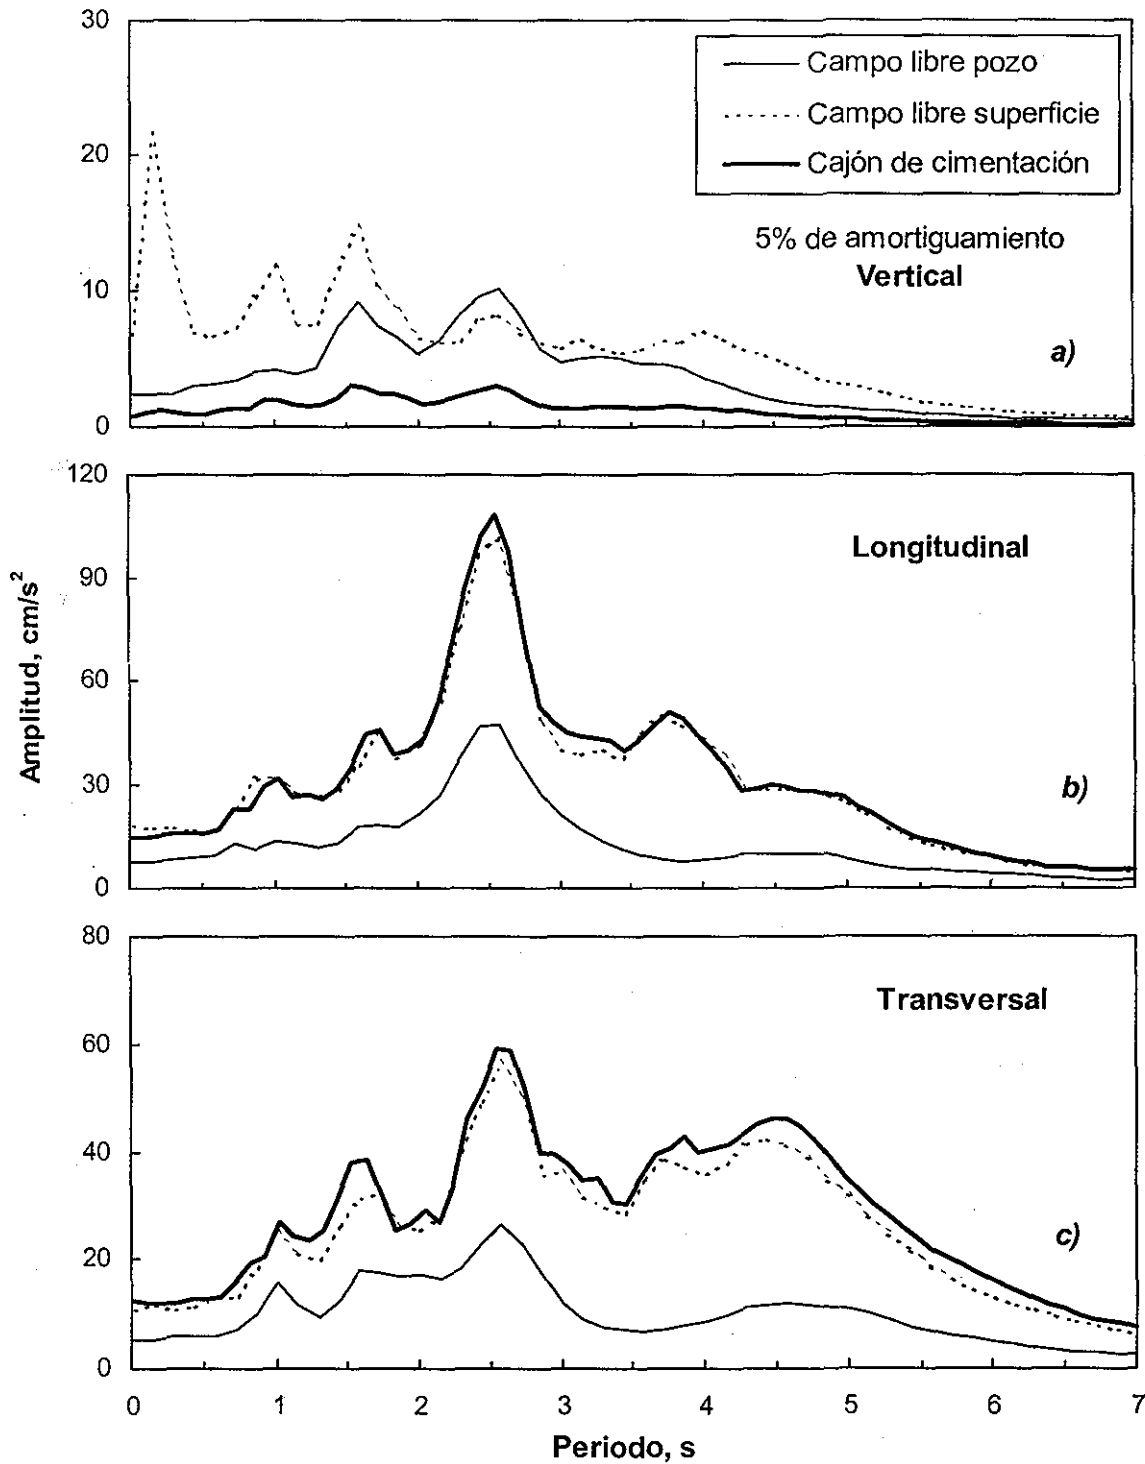 30
Campo libre pozo
Campo libre superficie
Cajón de cimentación
20
5% de amortiguamiento
Vertical
10
a)
0
120
Longitudinal
90
60
Amplitud, cm/s²
30
b)
0
80
Transversal
60
40
20
c)
0
0 1 2 3 4 5 6 7
Periodo, s